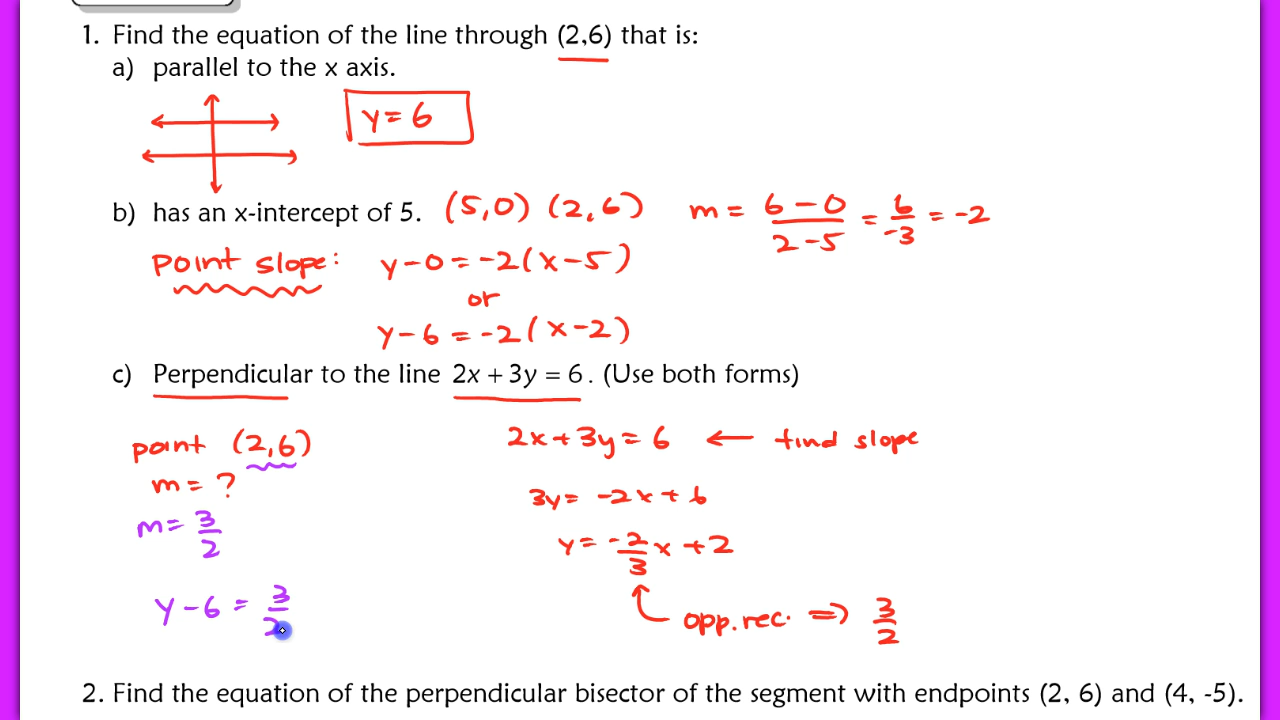 1. Find the equation of the line through (2,6) that is:
a) parallel to the x axis.
y = 6
b) has an x-intercept of 5. (5,0) (2,6) m = 6-0/2-5 = 6/-3 = -2
point slope: y-0 = -2(x-5)
or
y-6 = -2(x-2)
c) Perpendicular to the line 2x + 3y = 6. (Use both forms)
point (2,6)
m = ?
m = 3/2
y-6 = 3/2
2x+3y = 6 ← find slope
3y = -2x+6
y = -2/3x +2
opp. rec. ⇒ 3/2
2. Find the equation of the perpendicular bisector of the segment with endpoints (2, 6) and (4, -5).